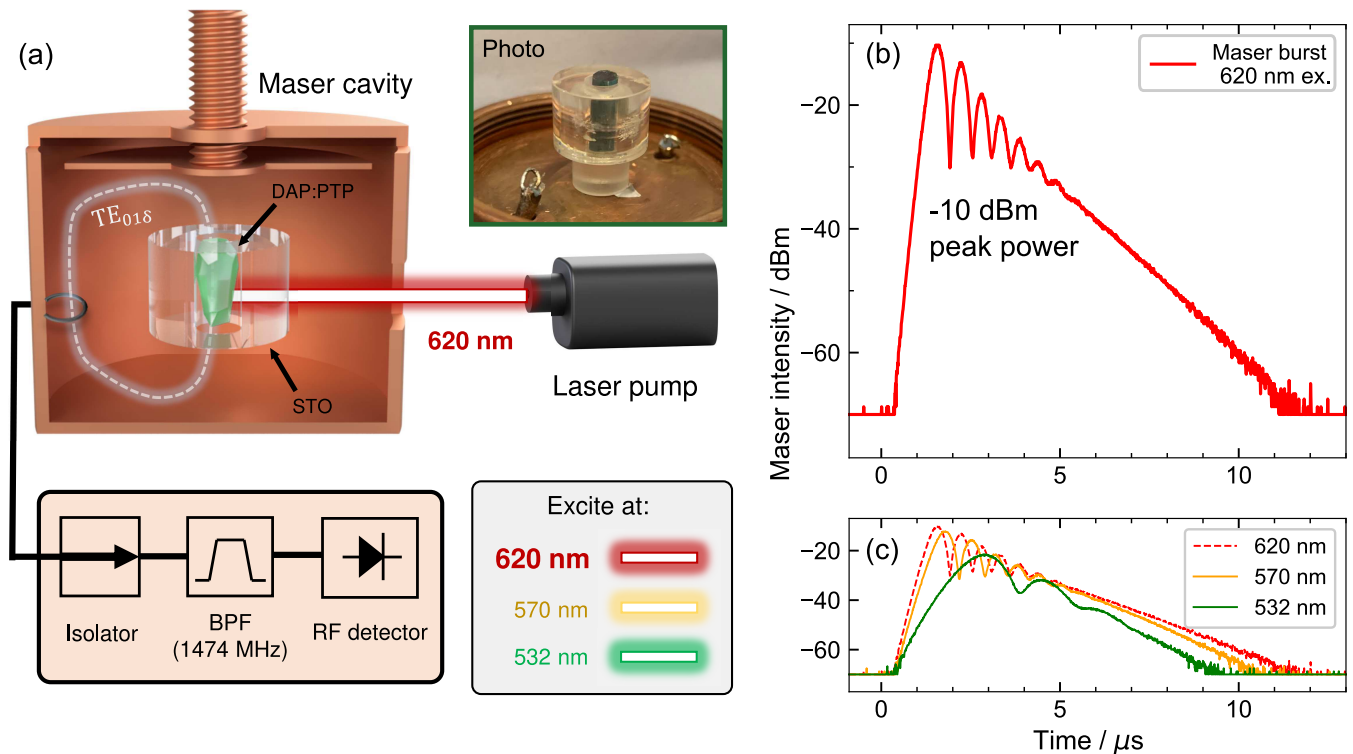 (a)
Maser cavity
Photo
DAP:PTP
TE01δ
620 nm
Laser pump
STO
Isolator
BPF
(1474 MHz)
RF detector
Excite at:
620 nm
570 nm
532 nm
(b)
Maser burst
620 nm ex.
-10 dBm
peak power
Maser intensity / dBm
−20
−40
−60
0
5
10
(c)
620 nm
570 nm
532 nm
−20
−40
−60
0
5
10
Time / μs